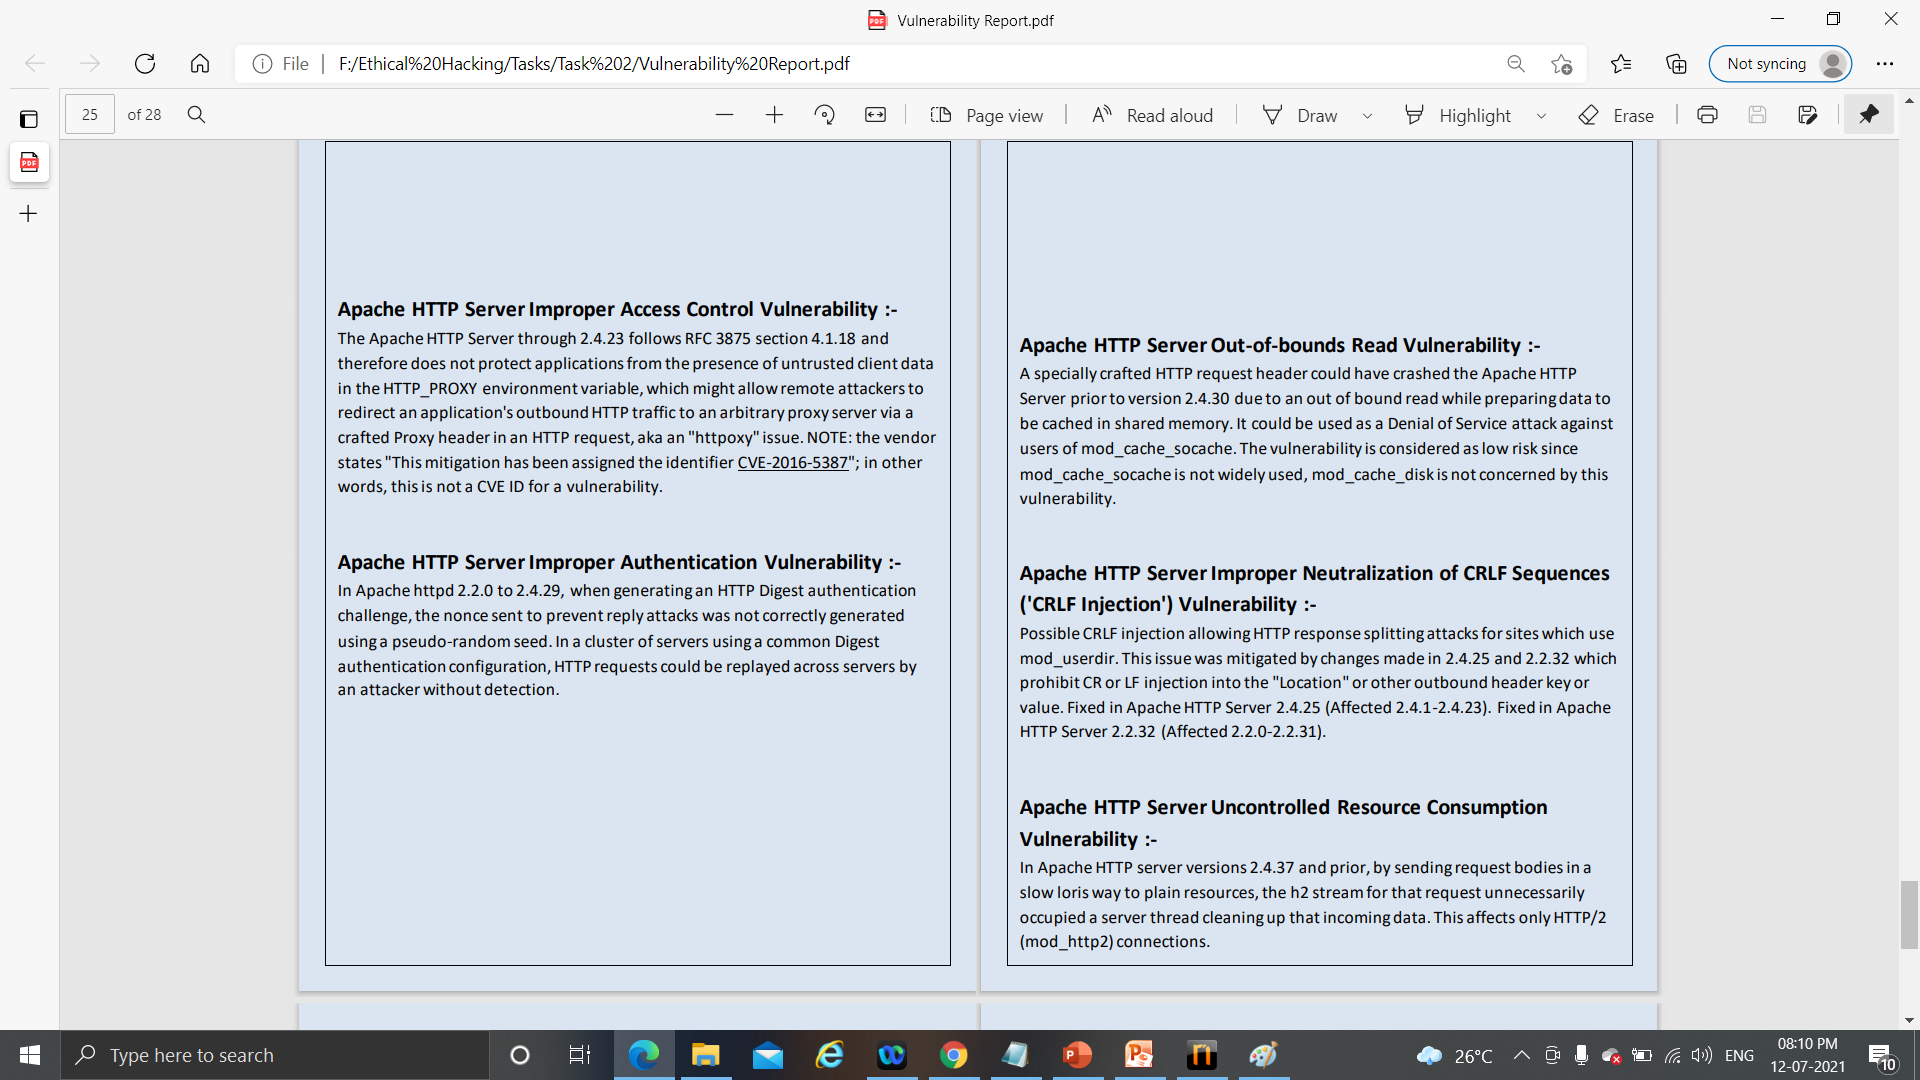 Vulnerability Report.pdf
File
F:/Ethical%20Hacking/Tasks/Task%202/Vulnerability%20Report.pdf
Not syncing
25 of 28
Page view
Read aloud
Draw
Highlight
Erase
Apache HTTP Server Improper Access Control Vulnerability :-
The Apache HTTP Server through 2.4.23 follows RFC 3875 section 4.1.18 and
therefore does not protect applications from the presence of untrusted client data
in the HTTP_PROXY environment variable, which might allow remote attackers to
redirect an application's outbound HTTP traffic to an arbitrary proxy server via a
crafted Proxy header in an HTTP request, aka an "httpoxy" issue. NOTE: the vendor
states "This mitigation has been assigned the identifier CVE-2016-5387"; in other
words, this is not a CVE ID for a vulnerability.
Apache HTTP Server Improper Authentication Vulnerability :-
In Apache httpd 2.2.0 to 2.4.29, when generating an HTTP Digest authentication
challenge, the nonce sent to prevent reply attacks was not correctly generated
using a pseudo-random seed. In a cluster of servers using a common Digest
authentication configuration, HTTP requests could be replayed across servers by
an attacker without detection.
Apache HTTP Server Out-of-bounds Read Vulnerability :-
A specially crafted HTTP request header could have crashed the Apache HTTP
Server prior to version 2.4.30 due to an out of bound read while preparing data to
be cached in shared memory. It could be used as a Denial of Service attack against
users of mod_cache_socache. The vulnerability is considered as low risk since
mod_cache_socache is not widely used, mod_cache_disk is not concerned by this
vulnerability.
Apache HTTP Server Improper Neutralization of CRLF Sequences
('CRLF Injection') Vulnerability :-
Possible CRLF injection allowing HTTP response splitting attacks for sites which use
mod_userdir. This issue was mitigated by changes made in 2.4.25 and 2.2.32 which
prohibit CR or LF injection into the "Location" or other outbound header key or
value. Fixed in Apache HTTP Server 2.4.25 (Affected 2.4.1-2.4.23). Fixed in Apache
HTTP Server 2.2.32 (Affected 2.2.0-2.2.31).
Apache HTTP Server Uncontrolled Resource Consumption
Vulnerability :-
In Apache HTTP server versions 2.4.37 and prior, by sending request bodies in a
slow loris way to plain resources, the h2 stream for that request unnecessarily
occupied a server thread cleaning up that incoming data. This affects only HTTP/2
(mod_http2) connections.
Type here to search
26°C
ENG
08:10 PM
12-07-2021
10